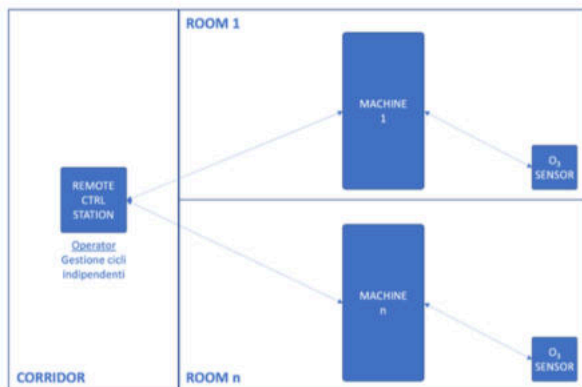 ROOM 1
MACHINE
1
O₃
SENSOR
REMOTE
CTRL
STATION
Operator
Gestione cicli
indipendenti
MACHINE
n
O₃
SENSOR
CORRIDOR
ROOM n